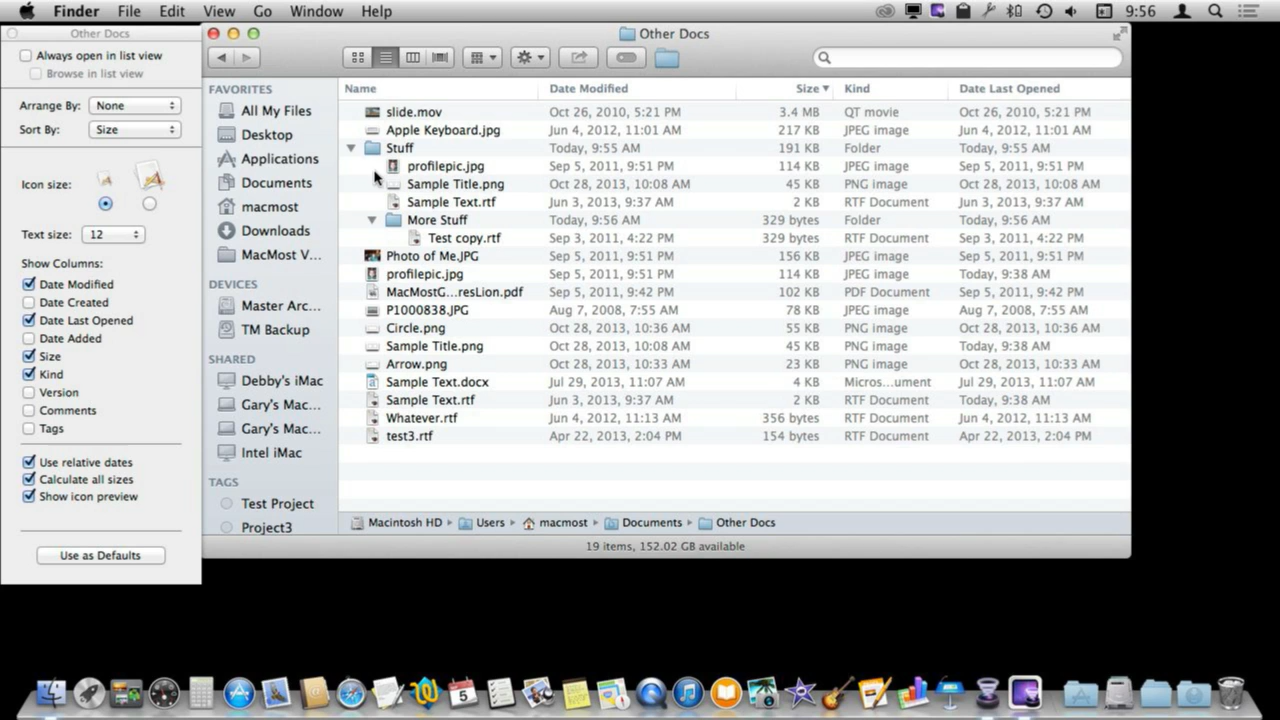 Finder File Edit View Go Window Help 9:56
Other Docs
Always open in list view
Browse in list view
Arrange By: None
Sort By: Size
Icon size:
Text size: 12
Show Columns:
Date Modified
Date Created
Date Last Opened
Date Added
Size
Kind
Version
Comments
Tags
Use relative dates
Calculate all sizes
Show icon preview
Use as Defaults
Other Docs
FAVORITES
All My Files
Desktop
Applications
Documents
macmost
Downloads
MacMost V...
DEVICES
Master Arc...
TM Backup
SHARED
Debby's iMac
Gary's Mac...
Gary's Mac...
Intel iMac
TAGS
Test Project
Project3
Name Date Modified Size Kind Date Last Opened
slide.mov Oct 26, 2010, 5:21 PM 3.4 MB QT movie Oct 26, 2010, 5:21 PM
Apple Keyboard.jpg Jun 4, 2012, 11:01 AM 217 KB JPEG image Jun 4, 2012, 11:01 AM
Stuff Today, 9:55 AM 191 KB Folder Today, 9:55 AM
profilepic.jpg Sep 5, 2011, 9:51 PM 114 KB JPEG image Sep 5, 2011, 9:51 PM
Sample Title.png Oct 28, 2013, 10:08 AM 45 KB PNG image Oct 28, 2013, 10:08 AM
Sample Text.rtf Jun 3, 2013, 9:37 AM 2 KB RTF Document Jun 3, 2013, 9:37 AM
More Stuff Today, 9:56 AM 329 bytes Folder Today, 9:56 AM
Test copy.rtf Sep 3, 2011, 4:22 PM 329 bytes RTF Document Sep 3, 2011, 4:22 PM
Photo of Me.JPG Sep 5, 2011, 9:51 PM 156 KB JPEG image Sep 5, 2011, 9:51 PM
profilepic.jpg Sep 5, 2011, 9:51 PM 114 KB JPEG image Today, 9:38 AM
MacMostG...resLion.pdf Sep 5, 2011, 9:42 PM 102 KB PDF Document Sep 5, 2011, 9:42 PM
P1000838.JPG Aug 7, 2008, 7:55 AM 78 KB JPEG image Aug 7, 2008, 7:55 AM
Circle.png Oct 28, 2013, 10:36 AM 55 KB PNG image Oct 28, 2013, 10:36 AM
Sample Title.png Oct 28, 2013, 10:08 AM 45 KB PNG image Today, 9:38 AM
Arrow.png Oct 28, 2013, 10:33 AM 23 KB PNG image Oct 28, 2013, 10:33 AM
Sample Text.docx Jul 29, 2013, 11:07 AM 4 KB Micros...ument Jul 29, 2013, 11:07 AM
Sample Text.rtf Jun 3, 2013, 9:37 AM 2 KB RTF Document Today, 9:38 AM
Whatever.rtf Jun 4, 2012, 11:13 AM 356 bytes RTF Document Jun 4, 2012, 11:13 AM
test3.rtf Apr 22, 2013, 2:04 PM 154 bytes RTF Document Apr 22, 2013, 2:04 PM
Macintosh HD Users macmost Documents Other Docs
19 items, 152.02 GB available
5